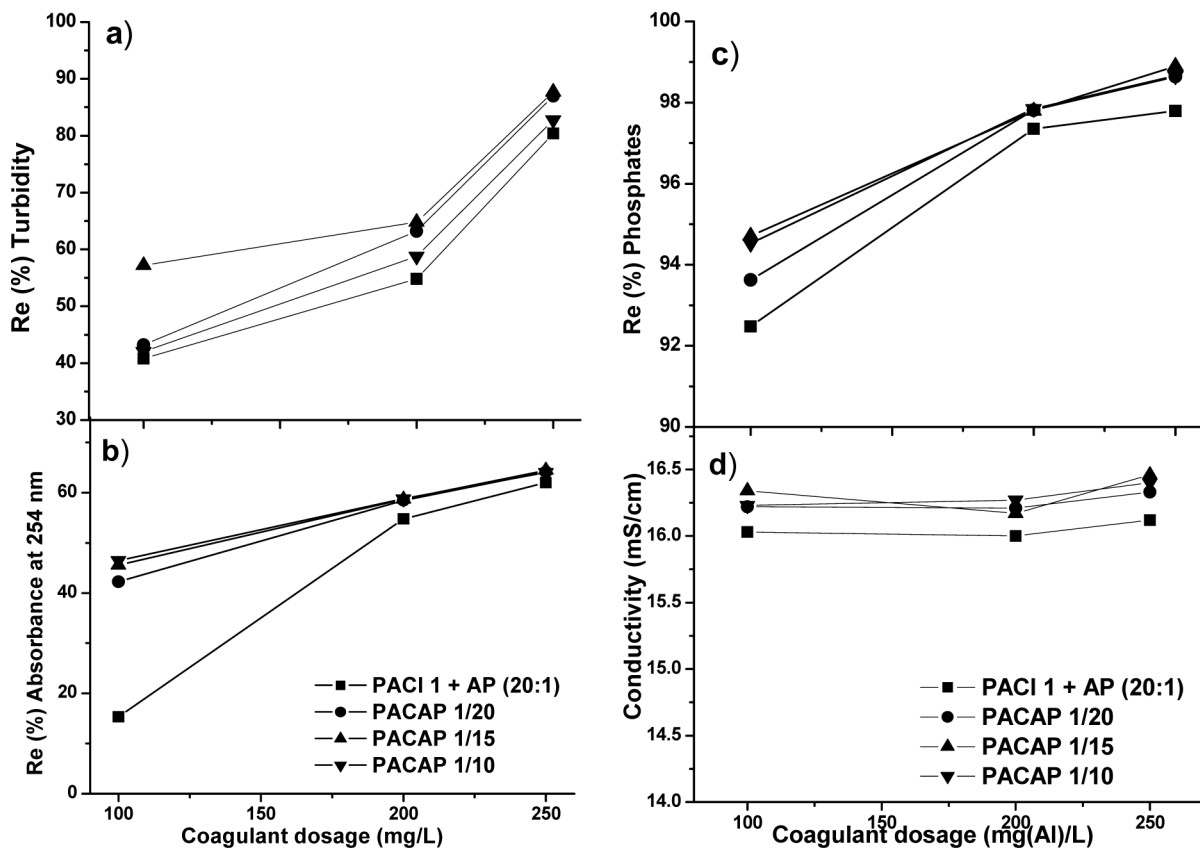 a)
Re (%) Turbidity
100
90
80
70
60
50
40
30
b)
Re (%) Absorbance at 254 nm
60
40
20
0
PACl 1 + AP (20:1)
PACAP 1/20
PACAP 1/15
PACAP 1/10
100
150
200
250
Coagulant dosage (mg/L)
c)
Re (%) Phosphates
100
98
96
94
92
90
d)
Conductivity (mS/cm)
16.5
16.0
15.5
15.0
14.5
14.0
PACl 1 + AP (20:1)
PACAP 1/20
PACAP 1/15
PACAP 1/10
100
150
200
250
Coagulant dosage (mg(Al)/L)